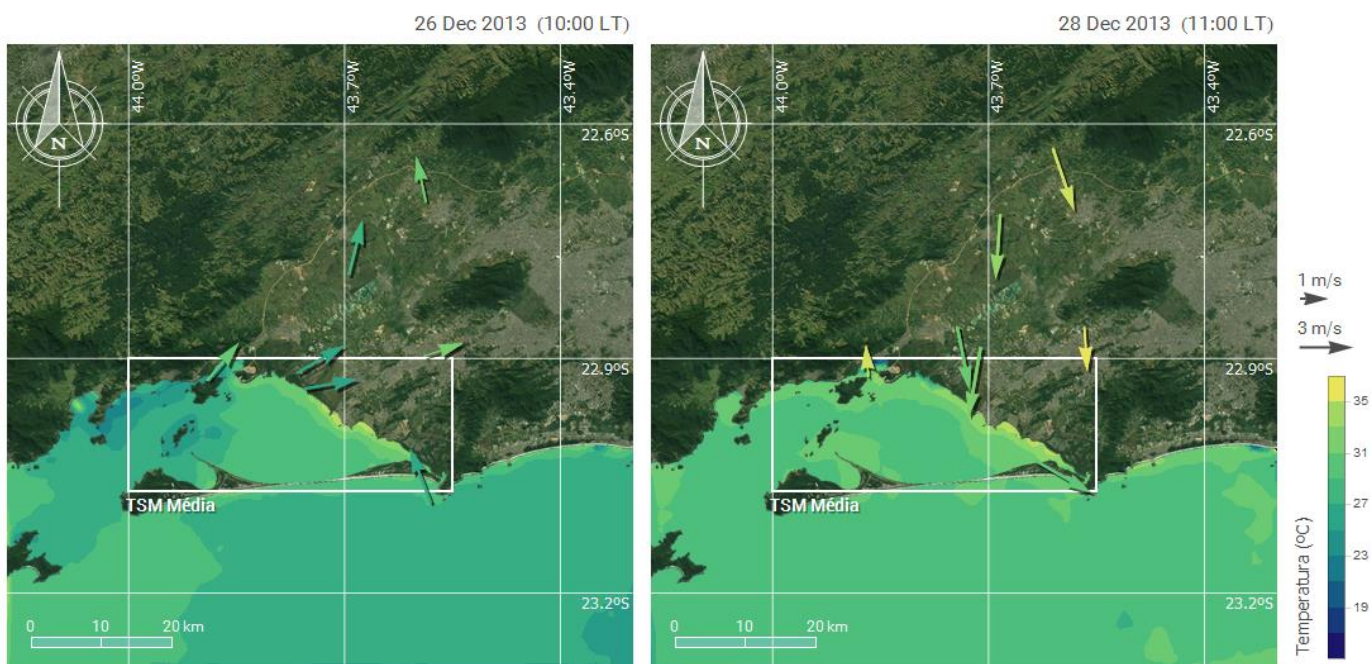 26 Dec 2013 (10:00 LT)
44.0ºW
43.7ºW
43.4ºW
22.6ºS
22.9ºS
23.2ºS
N
TSM Média
0 10 20 km
28 Dec 2013 (11:00 LT)
44.0ºW
43.7ºW
43.4ºW
22.6ºS
22.9ºS
23.2ºS
N
TSM Média
0 10 20 km
1 m/s
3 m/s
Temperatura (ºC)
35
31
27
23
19